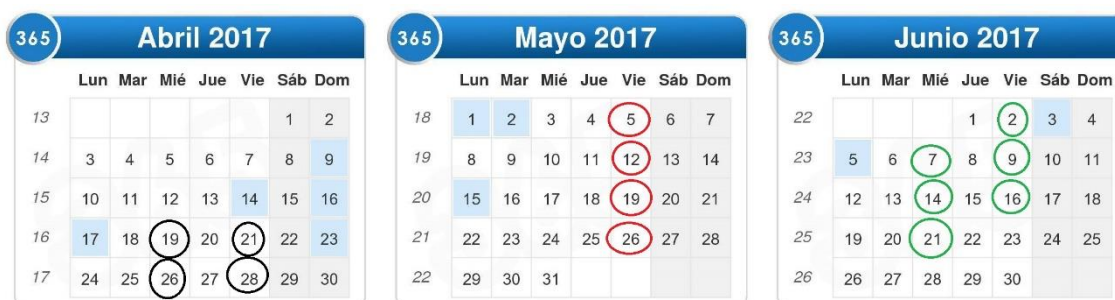 365 Abril 2017
Lun Mar Mié Jue Vie Sáb Dom
13 1 2
14 3 4 5 6 7 8 9
15 10 11 12 13 14 15 16
16 17 18 19 20 21 22 23
17 24 25 26 27 28 29 30
365 Mayo 2017
Lun Mar Mié Jue Vie Sáb Dom
18 1 2 3 4 5 6 7
19 8 9 10 11 12 13 14
20 15 16 17 18 19 20 21
21 22 23 24 25 26 27 28
22 29 30 31
365 Junio 2017
Lun Mar Mié Jue Vie Sáb Dom
22 1 2 3 4
23 5 6 7 8 9 10 11
24 12 13 14 15 16 17 18
25 19 20 21 22 23 24 25
26 26 27 28 29 30